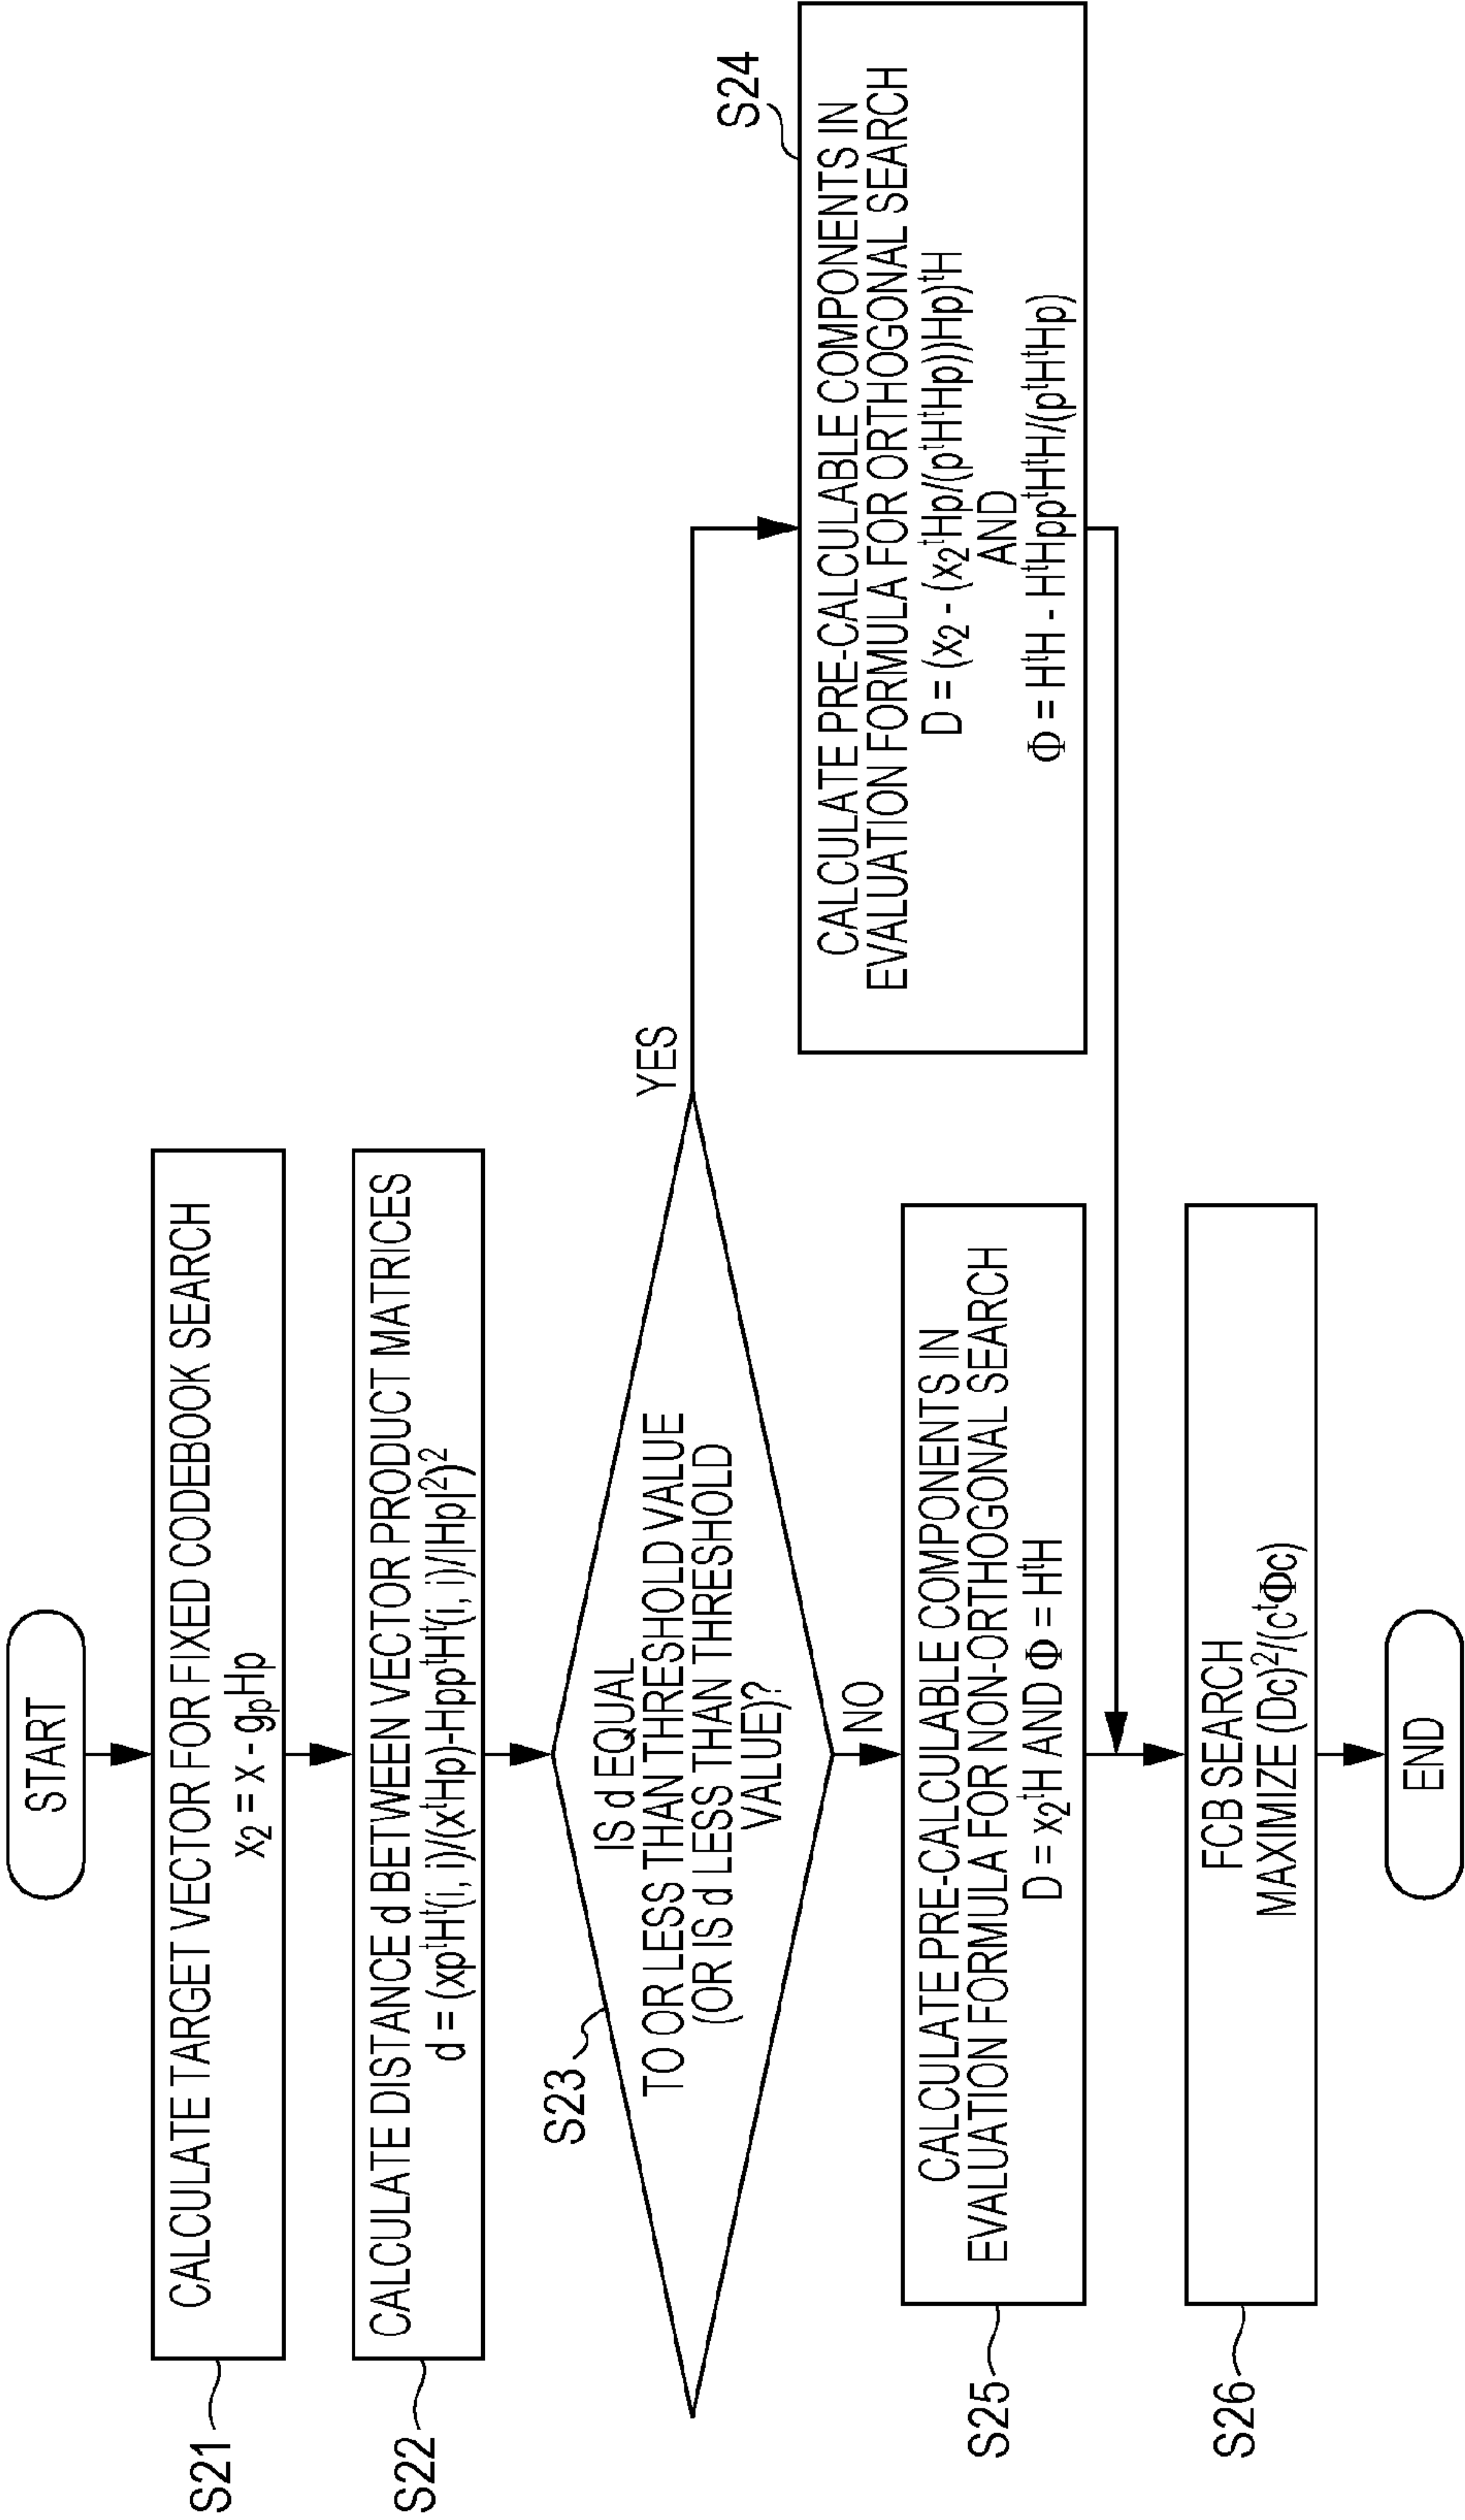 START
S21
CALCULATE TARGET VECTOR FOR FIXED CODEBOOK SEARCH
x₂ = x - gₚHp
S22
CALCULATE DISTANCE d BETWEEN VECTOR PRODUCT MATRICES
d = (xpᵗHᵗ(i,i)/(xᵗHp)-HppᵗHᵗ(i,i)/|Hp|²)²
S23
IS d EQUAL
TO OR LESS THAN THRESHOLD VALUE
(OR IS d LESS THAN THRESHOLD
VALUE)?
YES
NO
S24
CALCULATE PRE-CALCULABLE COMPONENTS IN
EVALUATION FORMULA FOR ORTHOGONAL SEARCH
D = (x₂ - (x₂ᵗHp/(pᵗHᵗHp))Hp)ᵗH
AND
Φ = HᵗH - HᵗHppᵗHᵗH/(pᵗHᵗHp)
S25
CALCULATE PRE-CALCULABLE COMPONENTS IN
EVALUATION FORMULA FOR NON-ORTHOGONAL SEARCH
D = x₂ᵗH AND Φ = HᵗH
S26
FCB SEARCH
MAXIMIZE (Dc)²/(cᵗΦc)
END